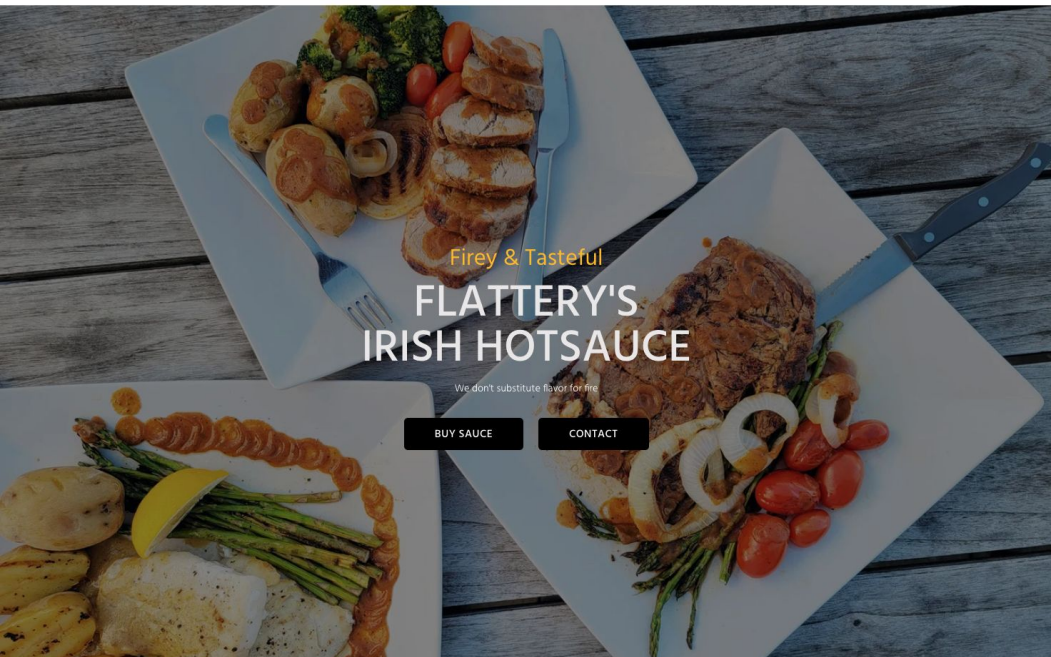 Firey & Tasteful
FLATTERY'S
IRISH HOTSAUCE
We don't substitute flavor for fire
BUY SAUCE
CONTACT